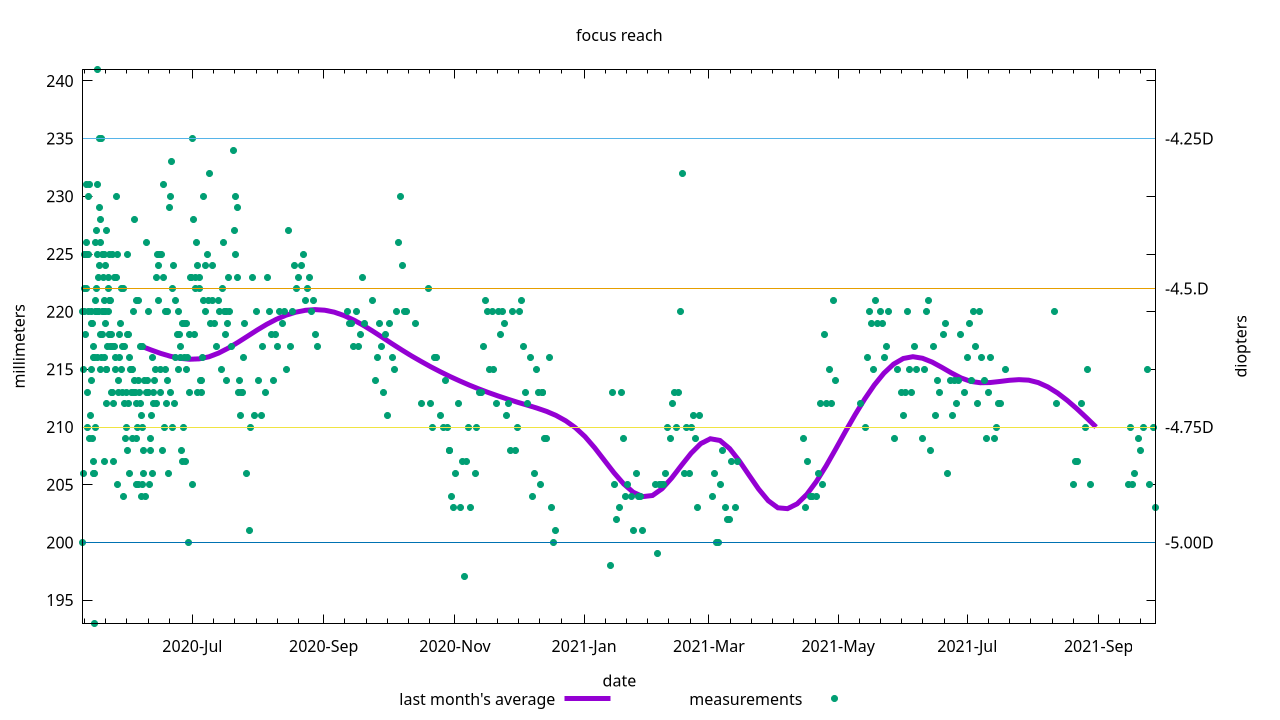 focus reach
240
235
230
225
220
215
210
205
200
195
millimeters
-4.25D
-4.5.D
-4.75D
-5.00D
diopters
2020-Jul 2020-Sep 2020-Nov 2021-Jan 2021-Mar 2021-May 2021-Jul 2021-Sep
date
last month's average measurements